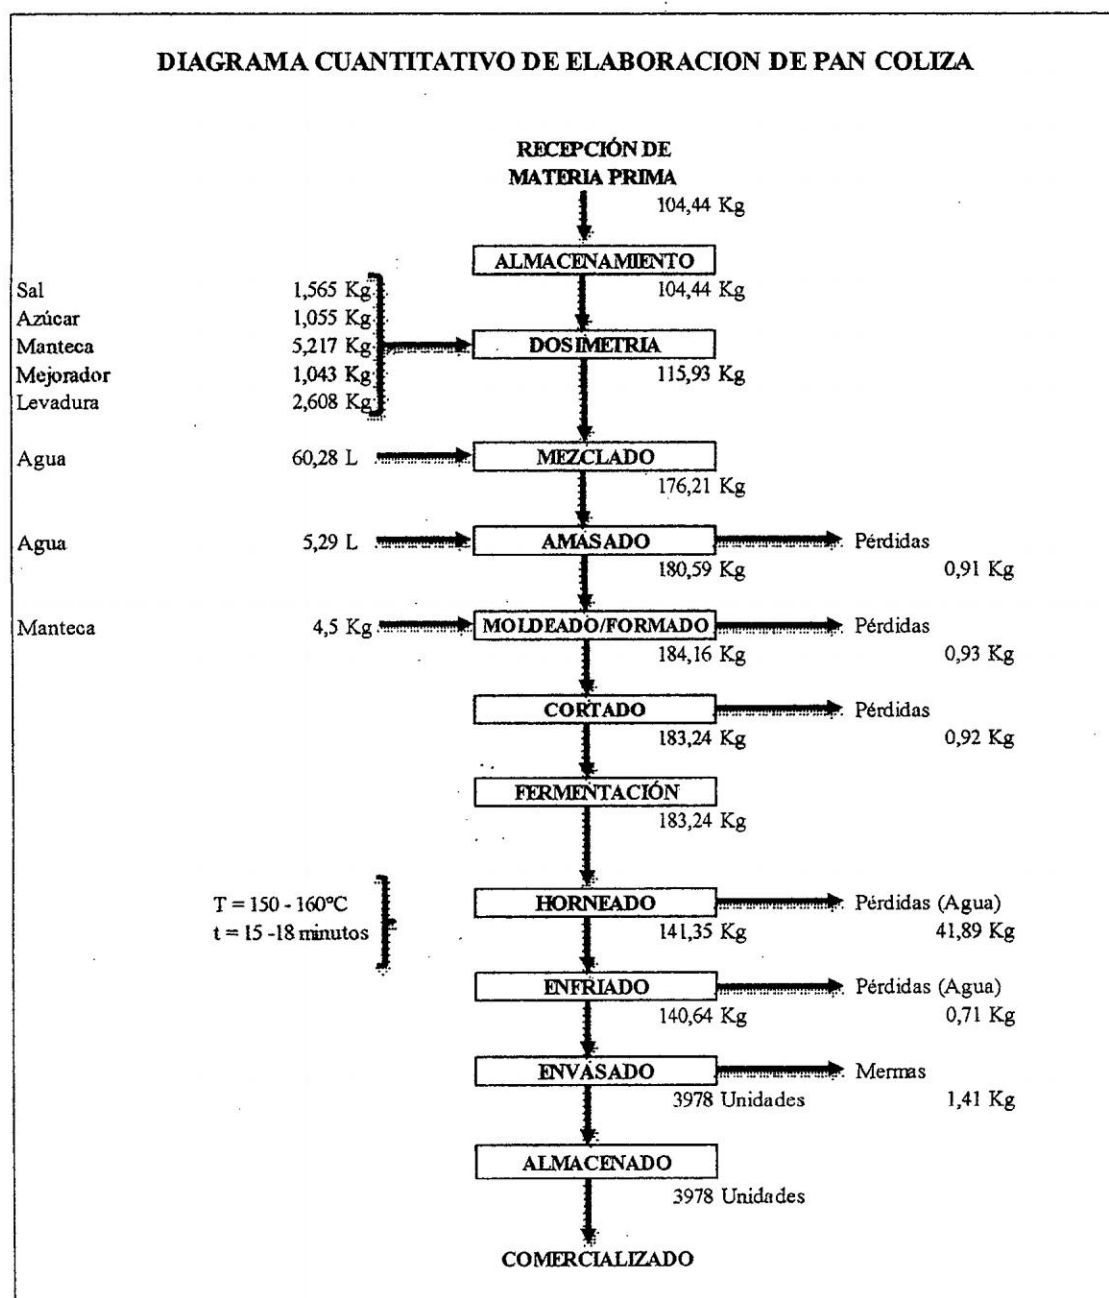 DIAGRAMA CUANTITATIVO DE ELABORACION DE PAN COLIZA
RECEPCIÓN DE
MATERIA PRIMA
104,44 Kg
ALMACENAMIENTO
104,44 Kg
Sal 1,565 Kg
Azúcar 1,055 Kg
Manteca 5,217 Kg
Mejorador 1,043 Kg
Levadura 2,608 Kg
DOSIMETRIA
115,93 Kg
Agua 60,28 L
MEZCLADO
176,21 Kg
Agua 5,29 L
AMASADO
180,59 Kg
Pérdidas
0,91 Kg
Manteca 4,5 Kg
MOLDEADO/FORMADO
184,16 Kg
Pérdidas
0,93 Kg
CORTADO
183,24 Kg
Pérdidas
0,92 Kg
FERMENTACIÓN
183,24 Kg
T = 150 - 160°C
t = 15 -18 minutos
HORNEADO
141,35 Kg
Pérdidas (Agua)
41,89 Kg
ENFRIADO
140,64 Kg
Pérdidas (Agua)
0,71 Kg
ENVASADO
3978 Unidades
Mermas
1,41 Kg
ALMACENADO
3978 Unidades
COMERCIALIZADO